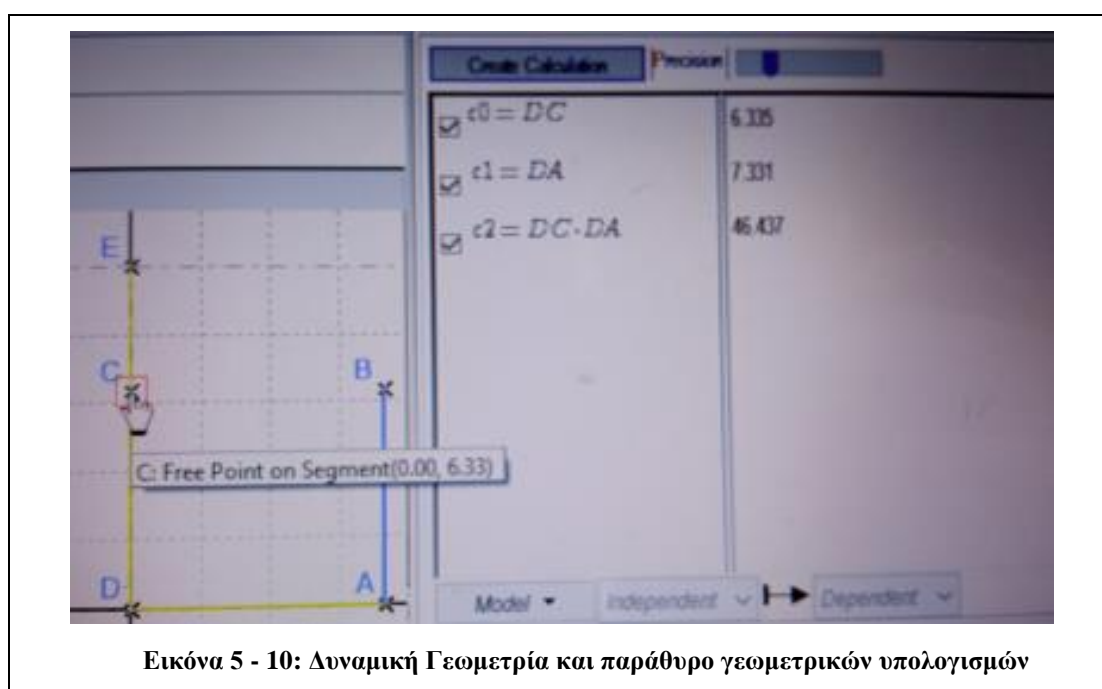 Create Calculation Precision
c0 = DC 6.335
c1 = DA 7.331
c2 = DC·DA 46.437
E
C
B
C: Free Point on Segment(0.00, 6.33)
D
A
Model Independent Dependent
Εικόνα 5 - 10: Δυναμική Γεωμετρία και παράθυρο γεωμετρικών υπολογισμών